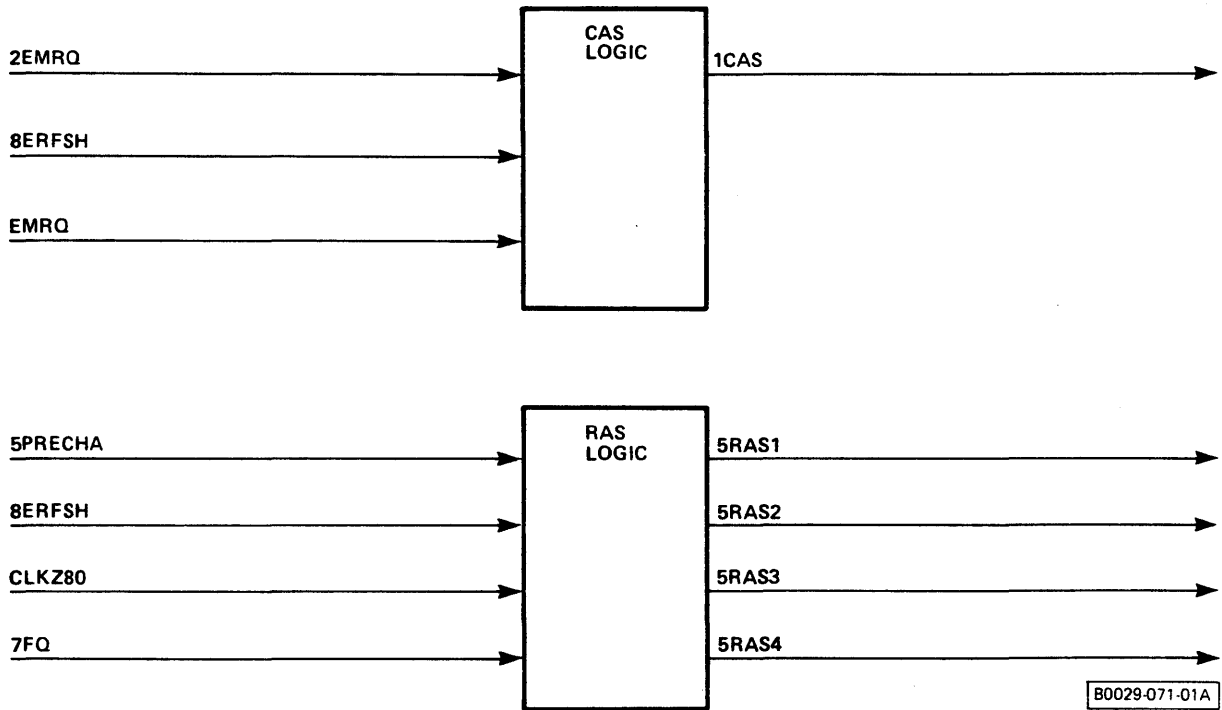 CAS
LOGIC
2EMRQ
1CAS
8ERFSH
EMRQ
RAS
LOGIC
5PRECHA
5RAS1
8ERFSH
5RAS2
CLKZ80
5RAS3
7FQ
5RAS4
B0029-071-01A